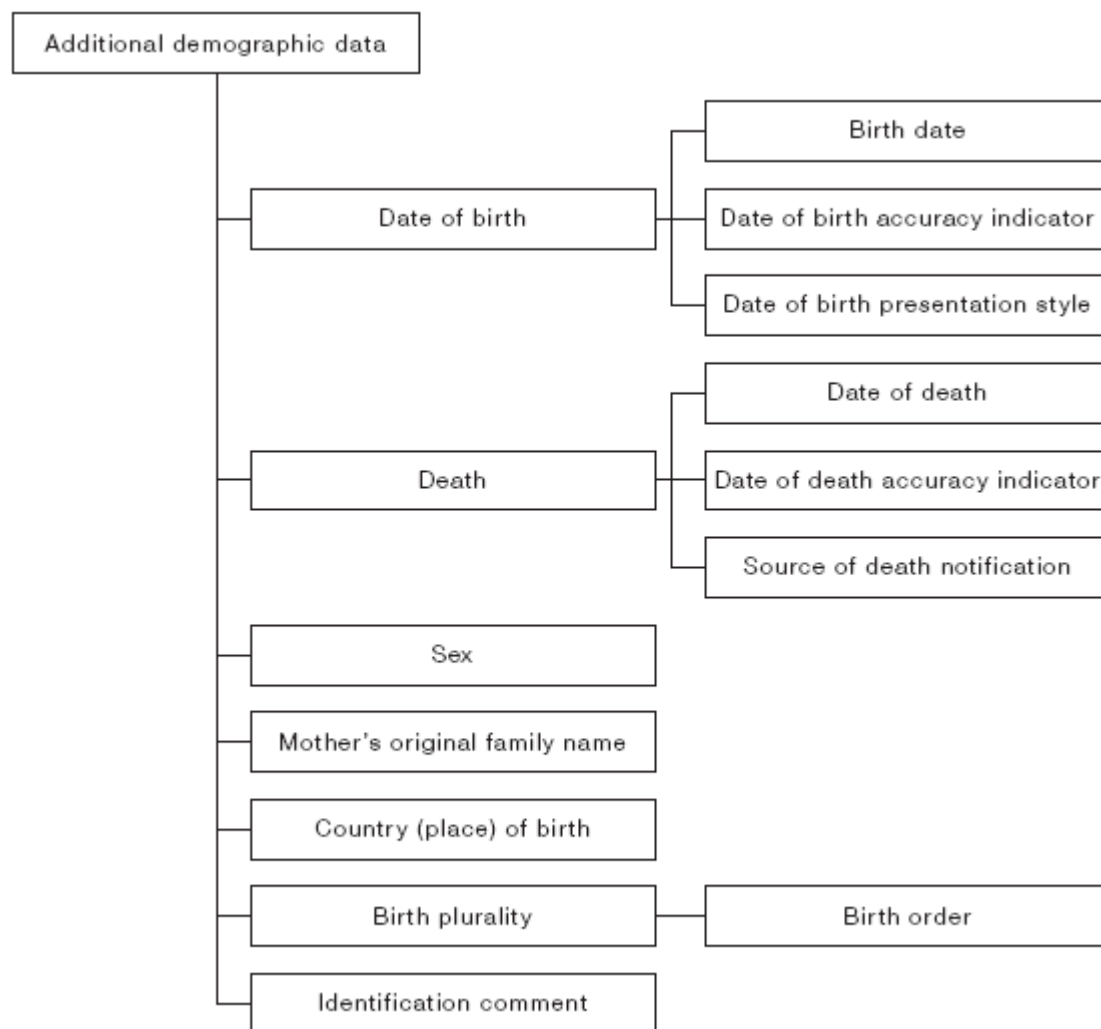 Additional demographic data
Birth date
Date of birth
Date of birth accuracy indicator
Date of birth presentation style
Date of death
Death
Date of death accuracy indicator
Source of death notification
Sex
Mother's original family name
Country (place) of birth
Birth plurality
Birth order
Identification comment